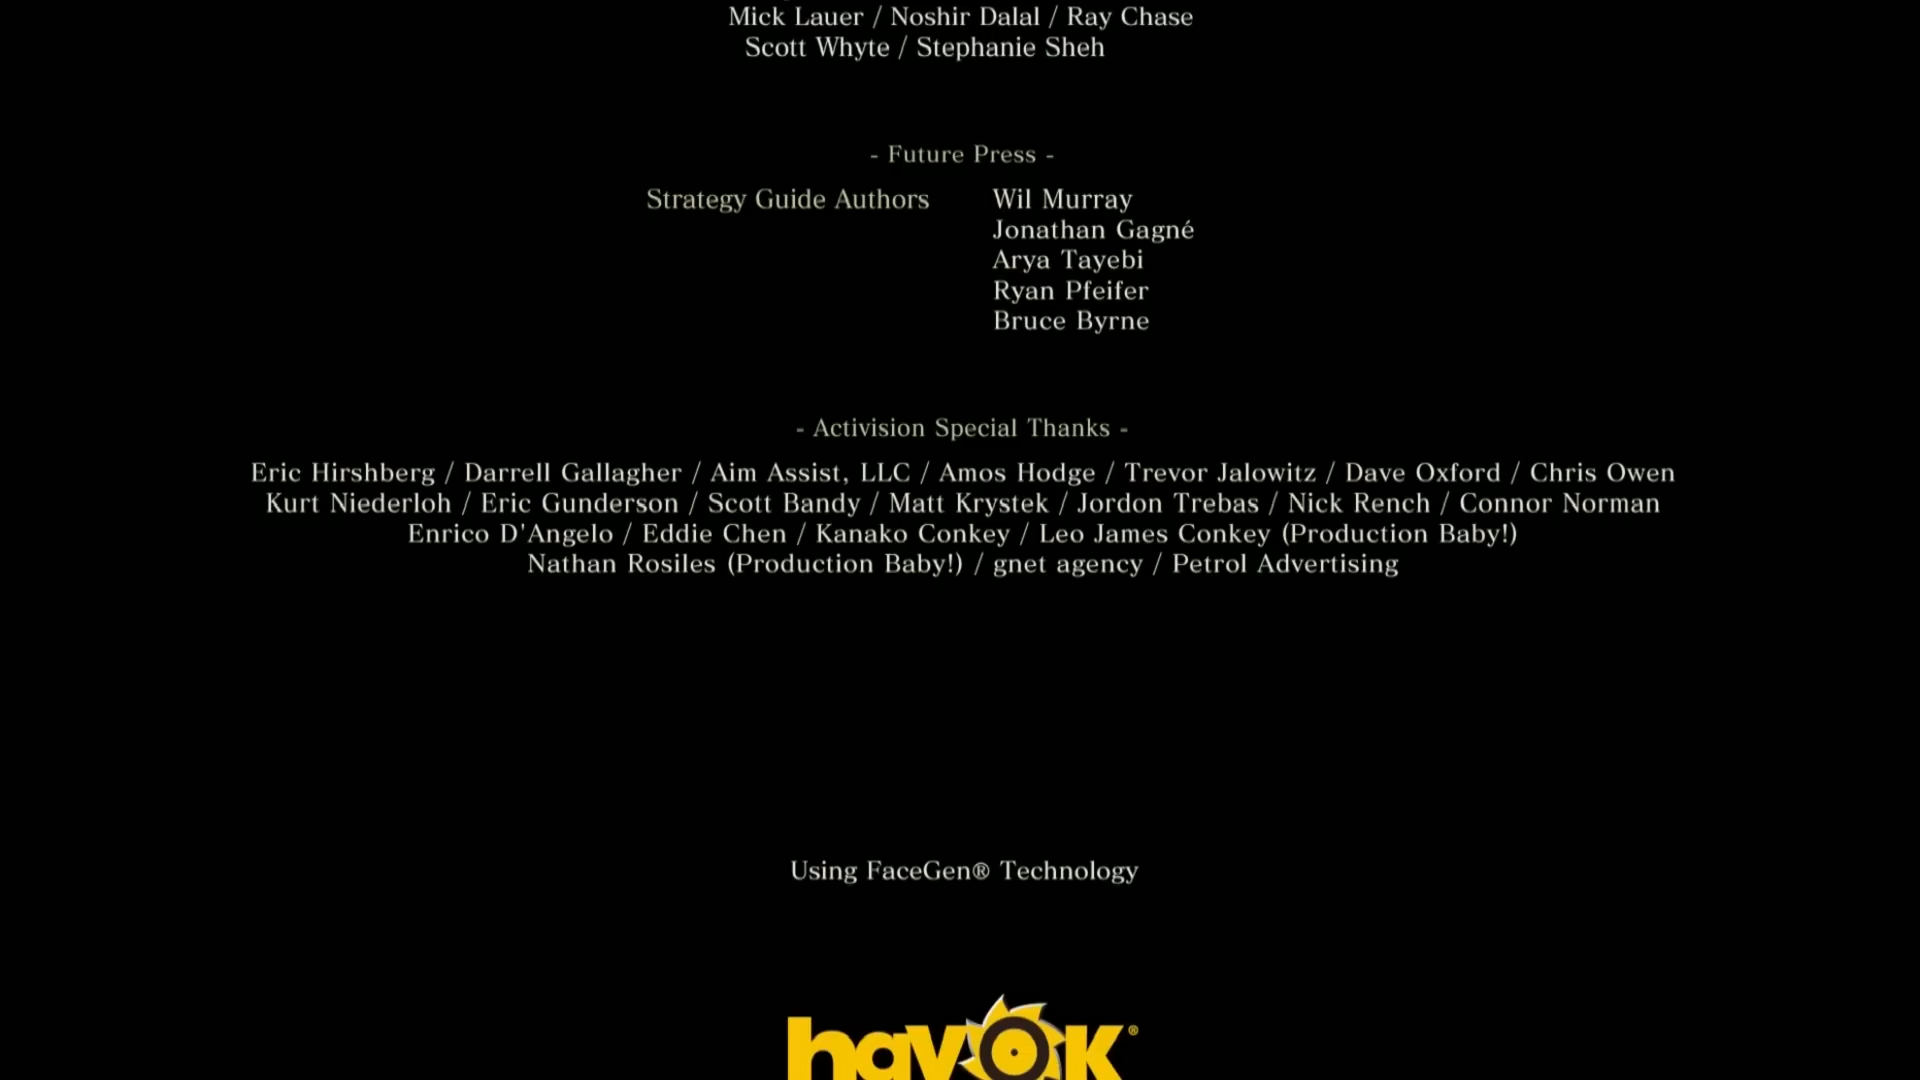 Mick Lauer / Noshir Dalal / Ray Chase
Scott Whyte / Stephanie Sheh
- Future Press -
Strategy Guide Authors Wil Murray
Jonathan Gagné
Arya Tayebi
Ryan Pfeifer
Bruce Byrne
- Activision Special Thanks -
Eric Hirshberg / Darrell Gallagher / Aim Assist, LLC / Amos Hodge / Trevor Jalowitz / Dave Oxford / Chris Owen
Kurt Niederloh / Eric Gunderson / Scott Bandy / Matt Krystek / Jordon Trebas / Nick Rench / Connor Norman
Enrico D'Angelo / Eddie Chen / Kanako Conkey / Leo James Conkey (Production Baby!)
Nathan Rosiles (Production Baby!) / gnet agency / Petrol Advertising
Using FaceGen® Technology
havok®